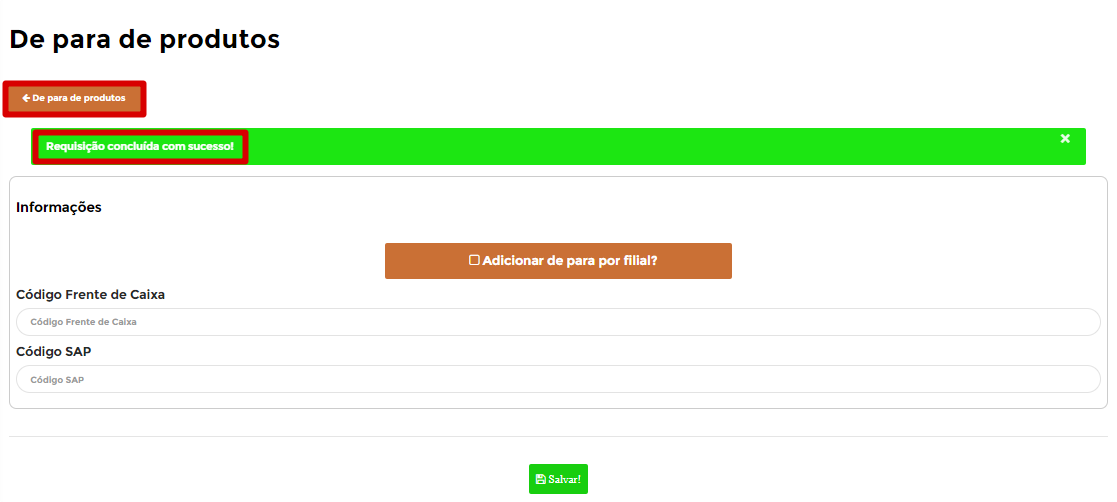 De para de produtos
De para de produtos
Requisição concluída com sucesso!
Informações
Adicionar de para por filial?
Código Frente de Caixa
Código Frente de Caixa
Código SAP
Código SAP
Salvar!